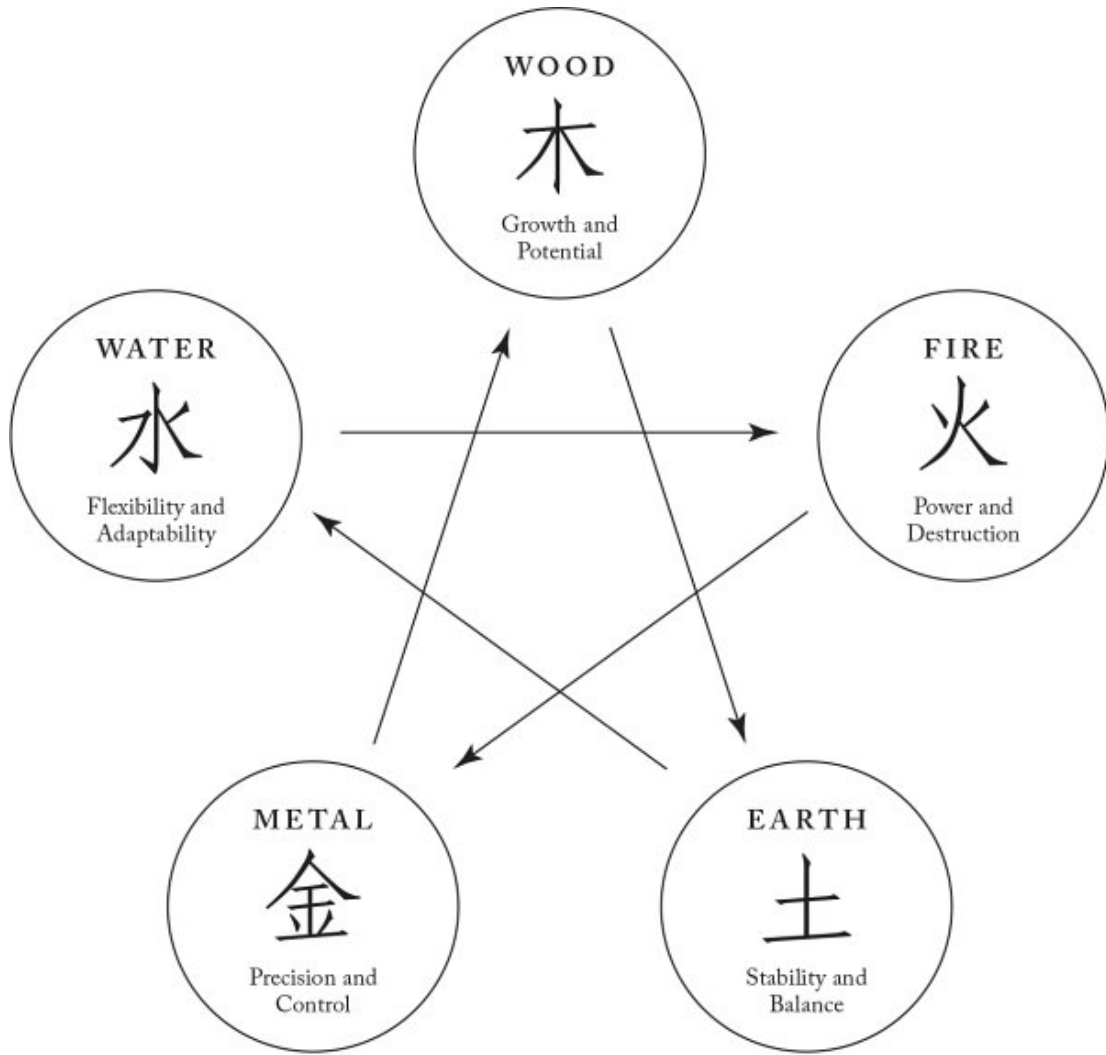 WOOD
木
Growth and
Potential
WATER
水
Flexibility and
Adaptability
FIRE
火
Power and
Destruction
METAL
金
Precision and
Control
EARTH
土
Stability and
Balance